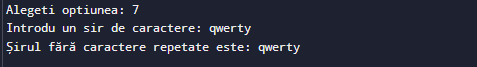 Alegeti optiunea: 7
Introdu un sir de caractere: qwerty
Șirul fără caractere repetate este: qwerty